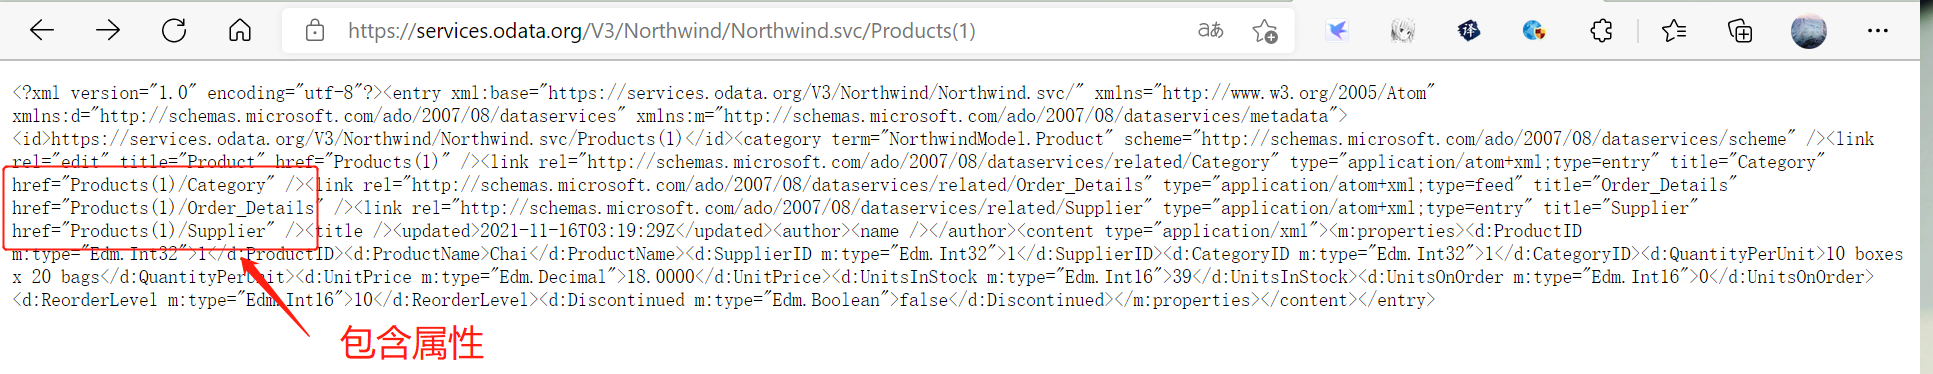 https://services.odata.org/V3/Northwind/Northwind.svc/Products(1)
aあ
译
<?xml version="1.0" encoding="utf-8"?><entry xml:base="https://services.odata.org/V3/Northwind/Northwind.svc/" xmlns="http://www.w3.org/2005/Atom"
xmlns:d="http://schemas.microsoft.com/ado/2007/08/dataservices" xmlns:m="http://schemas.microsoft.com/ado/2007/08/dataservices/metadata">
<id>https://services.odata.org/V3/Northwind/Northwind.svc/Products(1)</id><category term="NorthwindModel.Product" scheme="http://schemas.microsoft.com/ado/2007/08/dataservices/scheme" /><link
rel="edit" title="Product" href="Products(1)" /><link rel="http://schemas.microsoft.com/ado/2007/08/dataservices/related/Category" type="application/atom+xml;type=entry" title="Category"
href="Products(1)/Category" /><link rel="http://schemas.microsoft.com/ado/2007/08/dataservices/related/Order_Details" type="application/atom+xml;type=feed" title="Order_Details"
href="Products(1)/Order_Details" /><link rel="http://schemas.microsoft.com/ado/2007/08/dataservices/related/Supplier" type="application/atom+xml;type=entry" title="Supplier"
href="Products(1)/Supplier" /><title /><updated>2021-11-16T03:19:29Z</updated><author><name /></author><content type="application/xml"><m:properties><d:ProductID
m:type="Edm.Int32">1</d:ProductID><d:ProductName>Chai</d:ProductName><d:SupplierID m:type="Edm.Int32">1</d:SupplierID><d:CategoryID m:type="Edm.Int32">1</d:CategoryID><d:QuantityPerUnit>10 boxes
x 20 bags</d:QuantityPerUnit><d:UnitPrice m:type="Edm.Decimal">18.0000</d:UnitPrice><d:UnitsInStock m:type="Edm.Int16">39</d:UnitsInStock><d:UnitsOnOrder m:type="Edm.Int16">0</d:UnitsOnOrder>
<d:ReorderLevel m:type="Edm.Int16">10</d:ReorderLevel><d:Discontinued m:type="Edm.Boolean">false</d:Discontinued></m:properties></content></entry>
包含属性